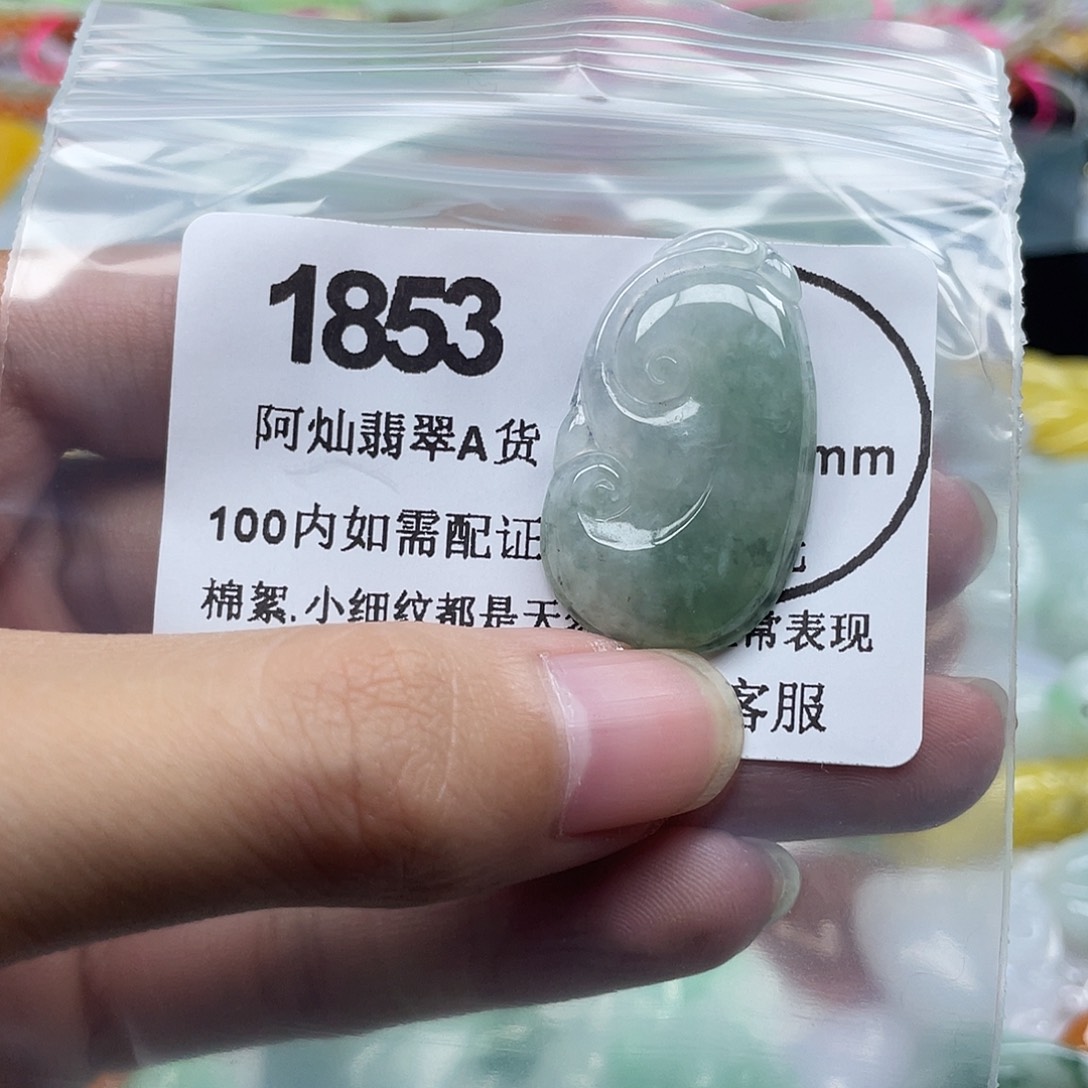 1853
阿灿翡翠A货
mm
100内如需配证
棉絮.小细纹都是天 常表现
客服